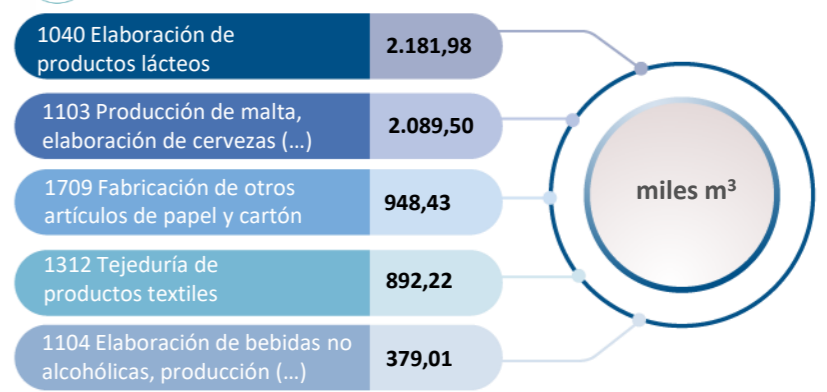 1040 Elaboración de
productos lácteos
2.181,98
1103 Producción de malta,
elaboración de cervezas (...)
2.089,50
1709 Fabricación de otros
artículos de papel y cartón
948,43
1312 Tejeduría de
productos textiles
892,22
1104 Elaboración de bebidas no
alcohólicas, producción (...)
379,01
miles m³